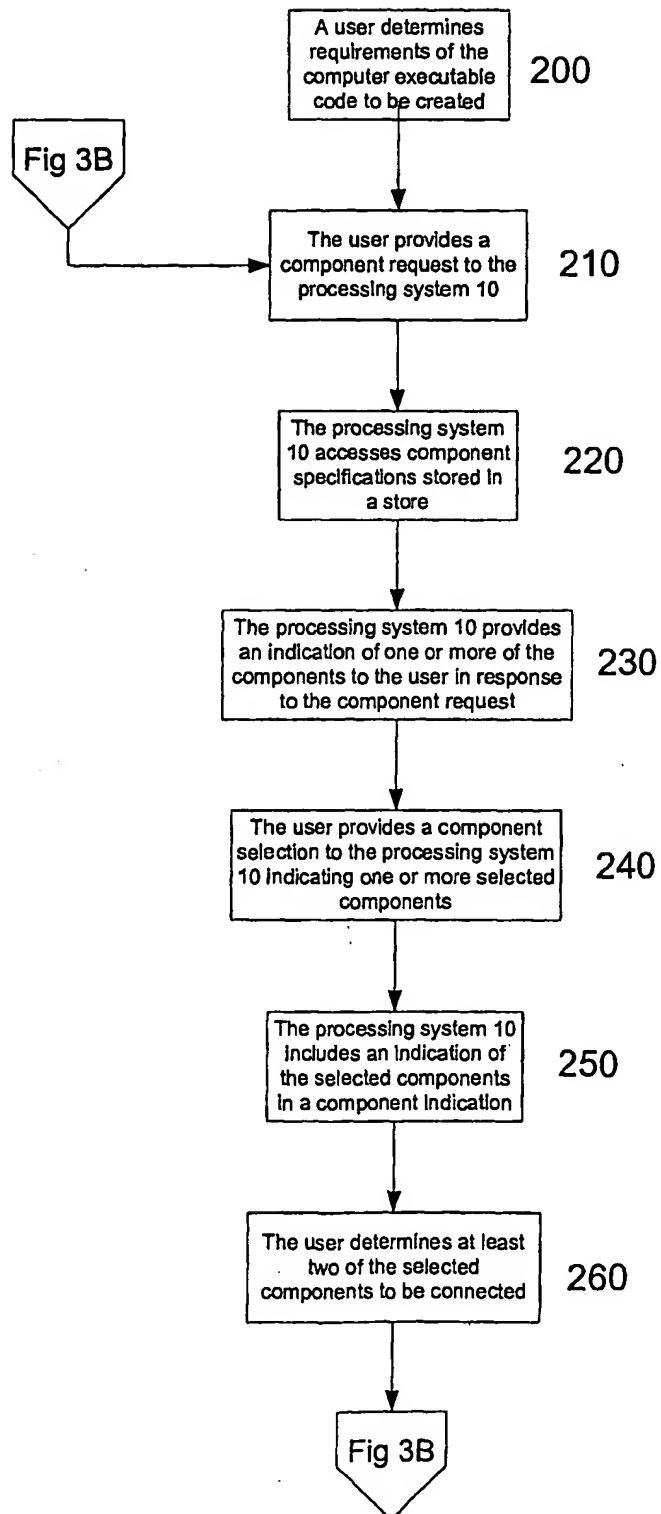 A user determines
requirements of the
computer executable
code to be created
200
Fig 3B
The user provides a
component request to the
processing system 10
210
The processing system
10 accesses component
specifications stored in
a store
220
The processing system 10 provides
an indication of one or more of the
components to the user in response
to the component request
230
The user provides a component
selection to the processing system
10 indicating one or more selected
components
240
The processing system 10
includes an indication of
the selected components
in a component indication
250
The user determines at least
two of the selected
components to be connected
260
Fig 3B